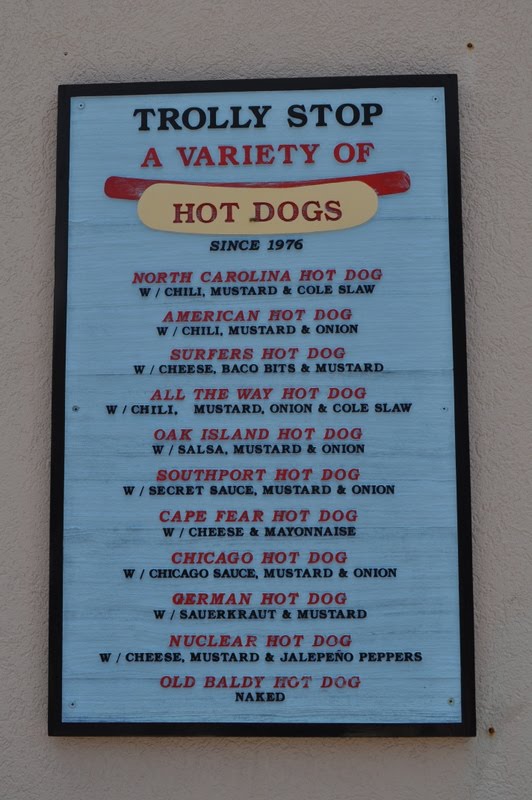 TROLLY STOP
A VARIETY OF
HOT DOGS
SINCE 1976
NORTH CAROLINA HOT DOG
W/CHILI, MUSTARD & COLE SLAW
AMERICAN HOT DOG
W/CHILI, MUSTARD & ONION
SURFERS HOT DOG
W/CHEESE, BACO BITS & MUSTARD
ALL THE WAY HOT DOG
W/CHILI, MUSTARD, ONION & COLE SLAW
OAK ISLAND HOT DOG
W/SALSA, MUSTARD & ONION
SOUTHPORT HOT DOG
W/SECRET SAUCE, MUSTARD & ONION
CAPE FEAR HOT DOG
W/CHEESE & MAYONNAISE
CHICAGO HOT DOG
W/CHICAGO SAUCE, MUSTARD & ONION
GERMAN HOT DOG
W/SAUERKRAUT & MUSTARD
NUCLEAR HOT DOG
W/CHEESE, MUSTARD & JALEPEÑO PEPPERS
OLD BALDY HOT DOG
NAKED